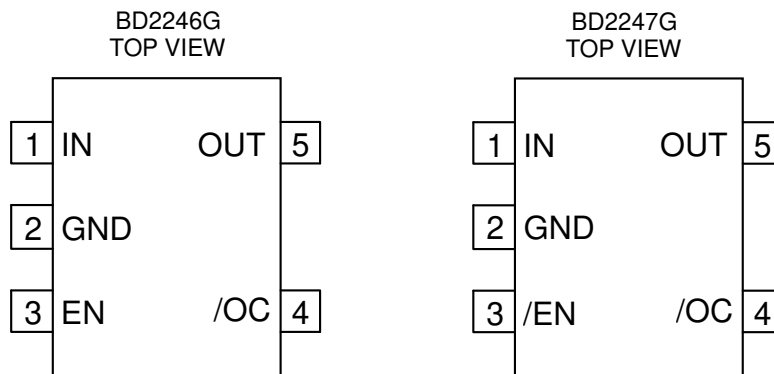 BD2246G
TOP VIEW
1 IN OUT 5
2 GND
3 EN /OC 4
BD2247G
TOP VIEW
1 IN OUT 5
2 GND
3 /EN /OC 4